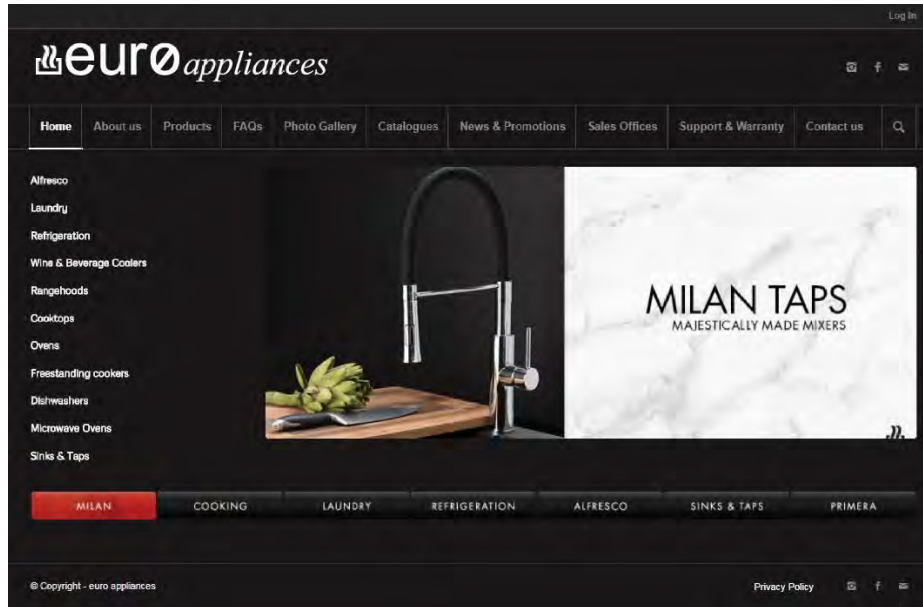 Log In
eurø appliances
Home About us Products FAQs Photo Gallery Catalogues News & Promotions Sales Offices Support & Warranty Contact us
Alfresco
Laundry
Refrigeration
Wine & Beverage Coolers
Rangehoods
Cooktops
Ovens
Freestanding cookers
Dishwashers
Microwave Ovens
Sinks & Taps
MILAN TAPS
MAJESTICALLY MADE MIXERS
MILAN COOKING LAUNDRY REFRIGERATION ALFRESCO SINKS & TAPS PRIMERA
© Copyright - euro appliances Privacy Policy